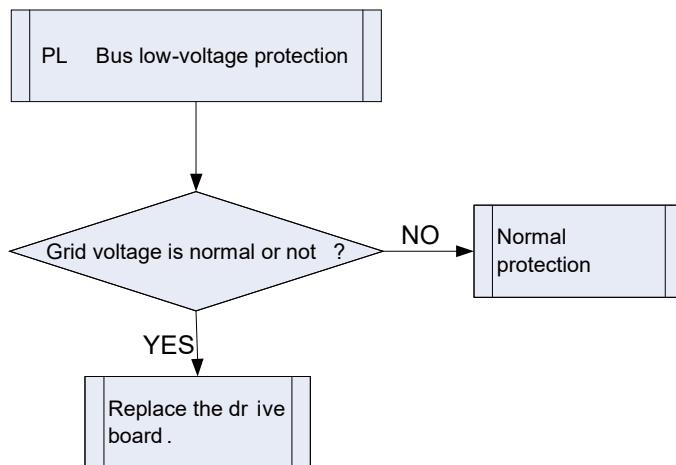 PL Bus low-voltage protection
Grid voltage is normal or not ?
NO
Normal
protection
YES
Replace the dr ive
board .